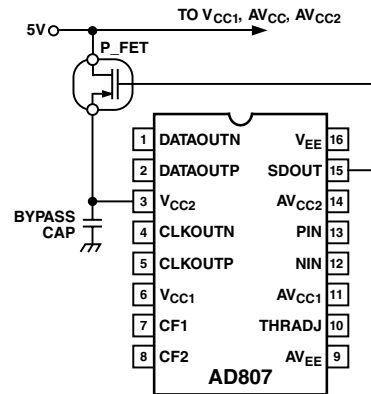 TO VCC1, AVCC, AVCC2
5V
P_FET
1 DATAOUTN
VEE 16
2 DATAOUTP
SDOUT 15
3 VCC2
AVCC2 14
BYPASS
CAP
4 CLKOUTN
PIN 13
5 CLKOUTP
NIN 12
6 VCC1
AVCC1 11
7 CF1
THRADJ 10
8 CF2
AVEE 9
AD807